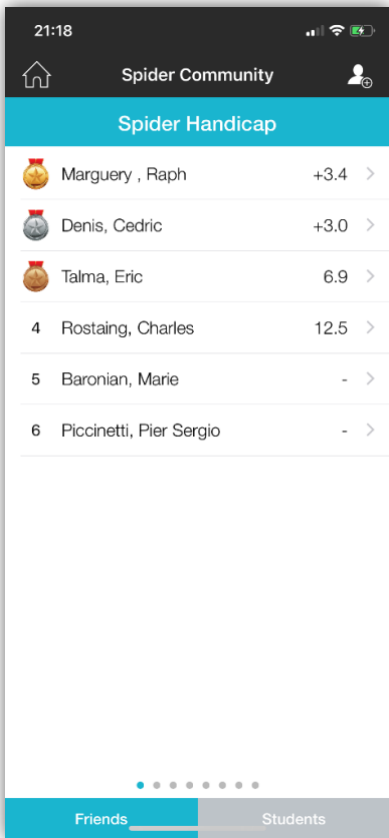 21:18
Spider Community
Spider Handicap
Marguery , Raph +3.4
Denis, Cedric +3.0
Talma, Eric 6.9
4 Rostaing, Charles 12.5
5 Baronian, Marie -
6 Piccinetti, Pier Sergio -
Friends Students